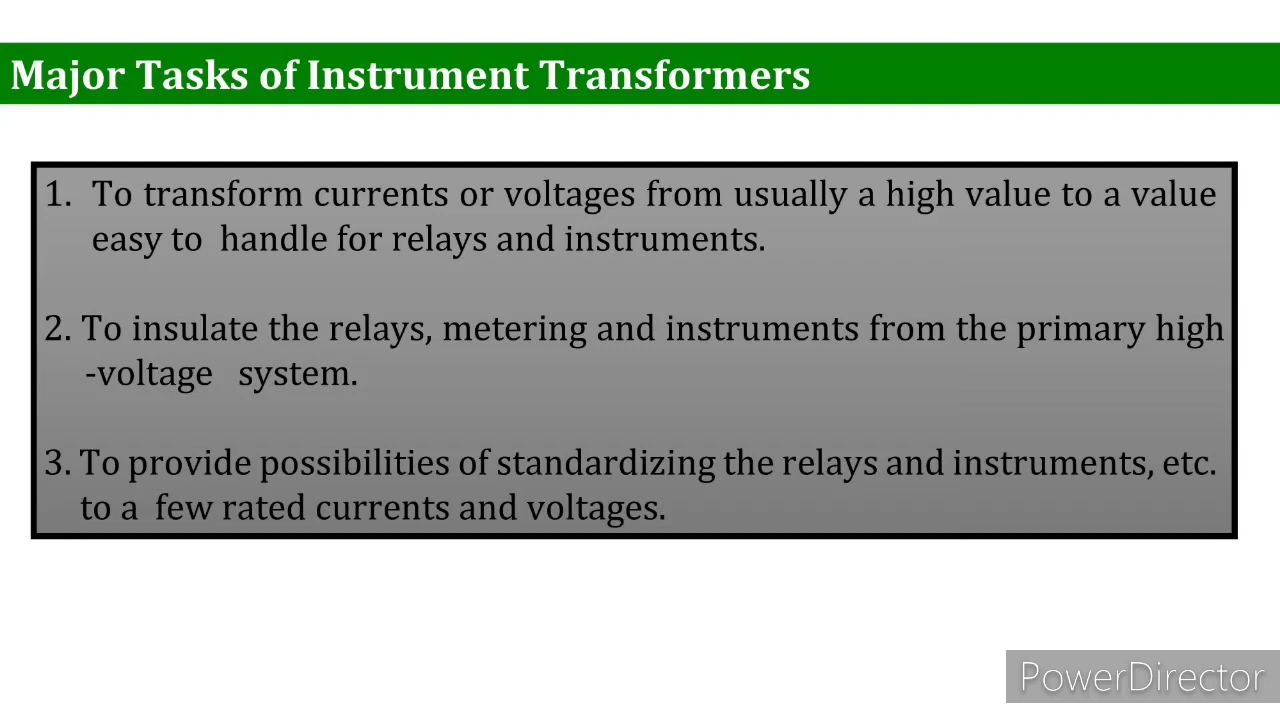 Major Tasks of Instrument Transformers
1. To transform currents or voltages from usually a high value to a value
easy to handle for relays and instruments.
2. To insulate the relays, metering and instruments from the primary high
-voltage system.
3. To provide possibilities of standardizing the relays and instruments, etc.
to a few rated currents and voltages.
PowerDirector